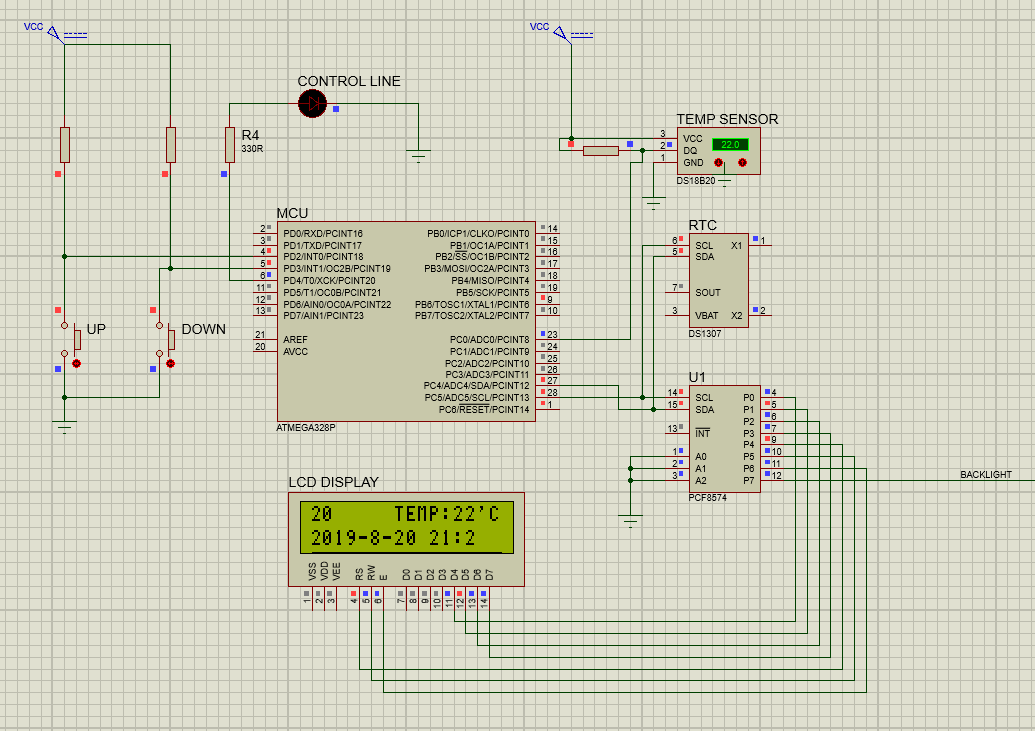 VCC
VCC
CONTROL LINE
R4
330R
TEMP SENSOR
3 VCC
2 DQ
1 GND
22.0
DS18B20
MCU
2 PD0/RXD/PCINT16
3 PD1/TXD/PCINT17
4 PD2/INT0/PCINT18
5 PD3/INT1/OC2B/PCINT19
6 PD4/T0/XCK/PCINT20
11 PD5/T1/OC0B/PCINT21
12 PD6/AIN0/OC0A/PCINT22
13 PD7/AIN1/PCINT23
21 AREF
20 AVCC
PB0/ICP1/CLKO/PCINT0 14
PB1/OC1A/PCINT1 15
PB2/SS/OC1B/PCINT2 16
PB3/MOSI/OC2A/PCINT3 17
PB4/MISO/PCINT4 18
PB5/SCK/PCINT5 19
PB6/TOSC1/XTAL1/PCINT6 9
PB7/TOSC2/XTAL2/PCINT7 10
PC0/ADC0/PCINT8 23
PC1/ADC1/PCINT9 24
PC2/ADC2/PCINT10 25
PC3/ADC3/PCINT11 26
PC4/ADC4/SDA/PCINT12 27
PC5/ADC5/SCL/PCINT13 28
PC6/RESET/PCINT14 1
ATMEGA328P
UP
DOWN
RTC
6 SCL X1 1
5 SDA
7 SOUT
3 VBAT X2 2
DS1307
U1
14 SCL P0 4
15 SDA P1 5
P2 6
13 INT P3 7
P4 9
1 A0 P5 10
2 A1 P6 11
3 A2 P7 12
PCF8574
BACKLIGHT
LCD DISPLAY
20 TEMP:22'C
2019-8-20 21:2
VSS VDD VEE RS RW E D0 D1 D2 D3 D4 D5 D6 D7
1 2 3 4 5 6 7 8 9 10 11 12 13 14